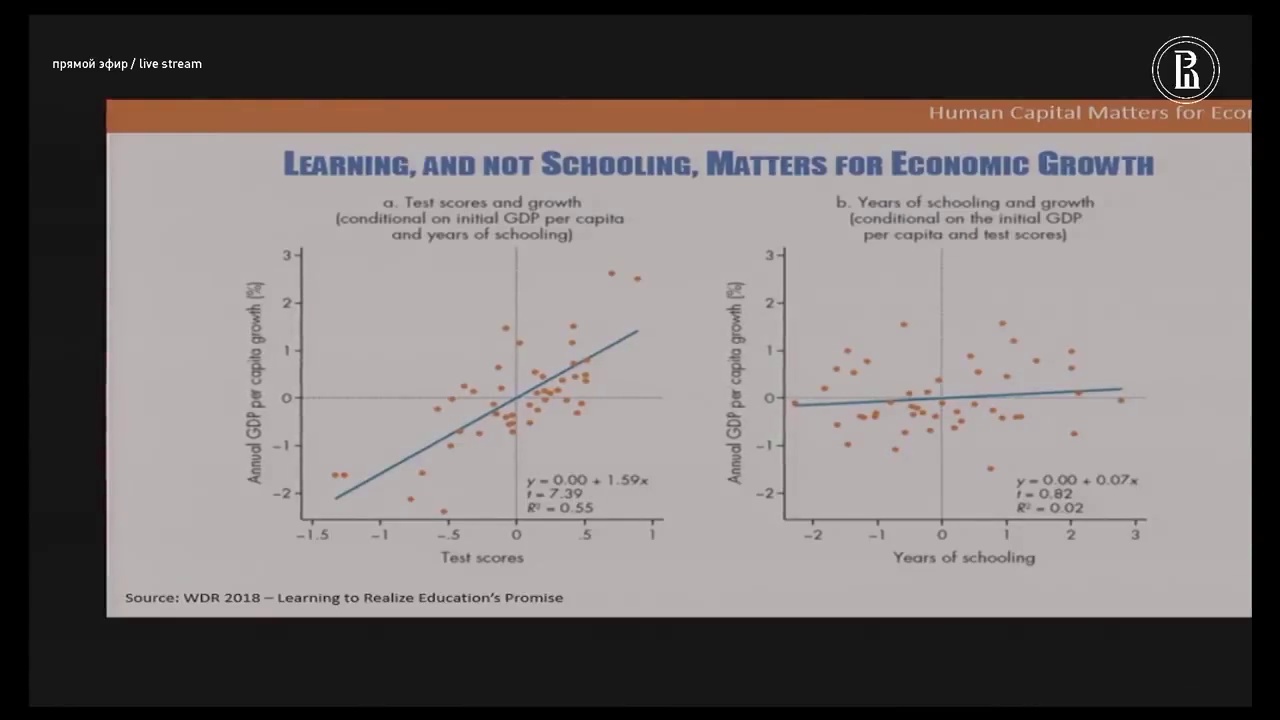 прямой эфир / live stream
Human Capital Matters for
LEARNING, AND NOT SCHOOLING, MATTERS FOR ECONOMIC GROWTH
a. Test scores and growth
(conditional on initial GDP per capita
and years of schooling)
Annual GDP per capita growth (%)
3
2
1
0
−1
−2
y = 0.00 + 1.59x
t = 7.39
R² = 0.55
−1.5 −1 −.5 0 .5 1
Test scores
b. Years of schooling and growth
(conditional on the initial GDP
per capita and test scores)
Annual GDP per capita growth (%)
3
2
1
0
−1
−2
y = 0.00 + 0.07x
t = 0.82
R² = 0.02
−2 −1 0 1 2 3
Years of schooling
Source: WDR 2018 – Learning to Realize Education's Promise